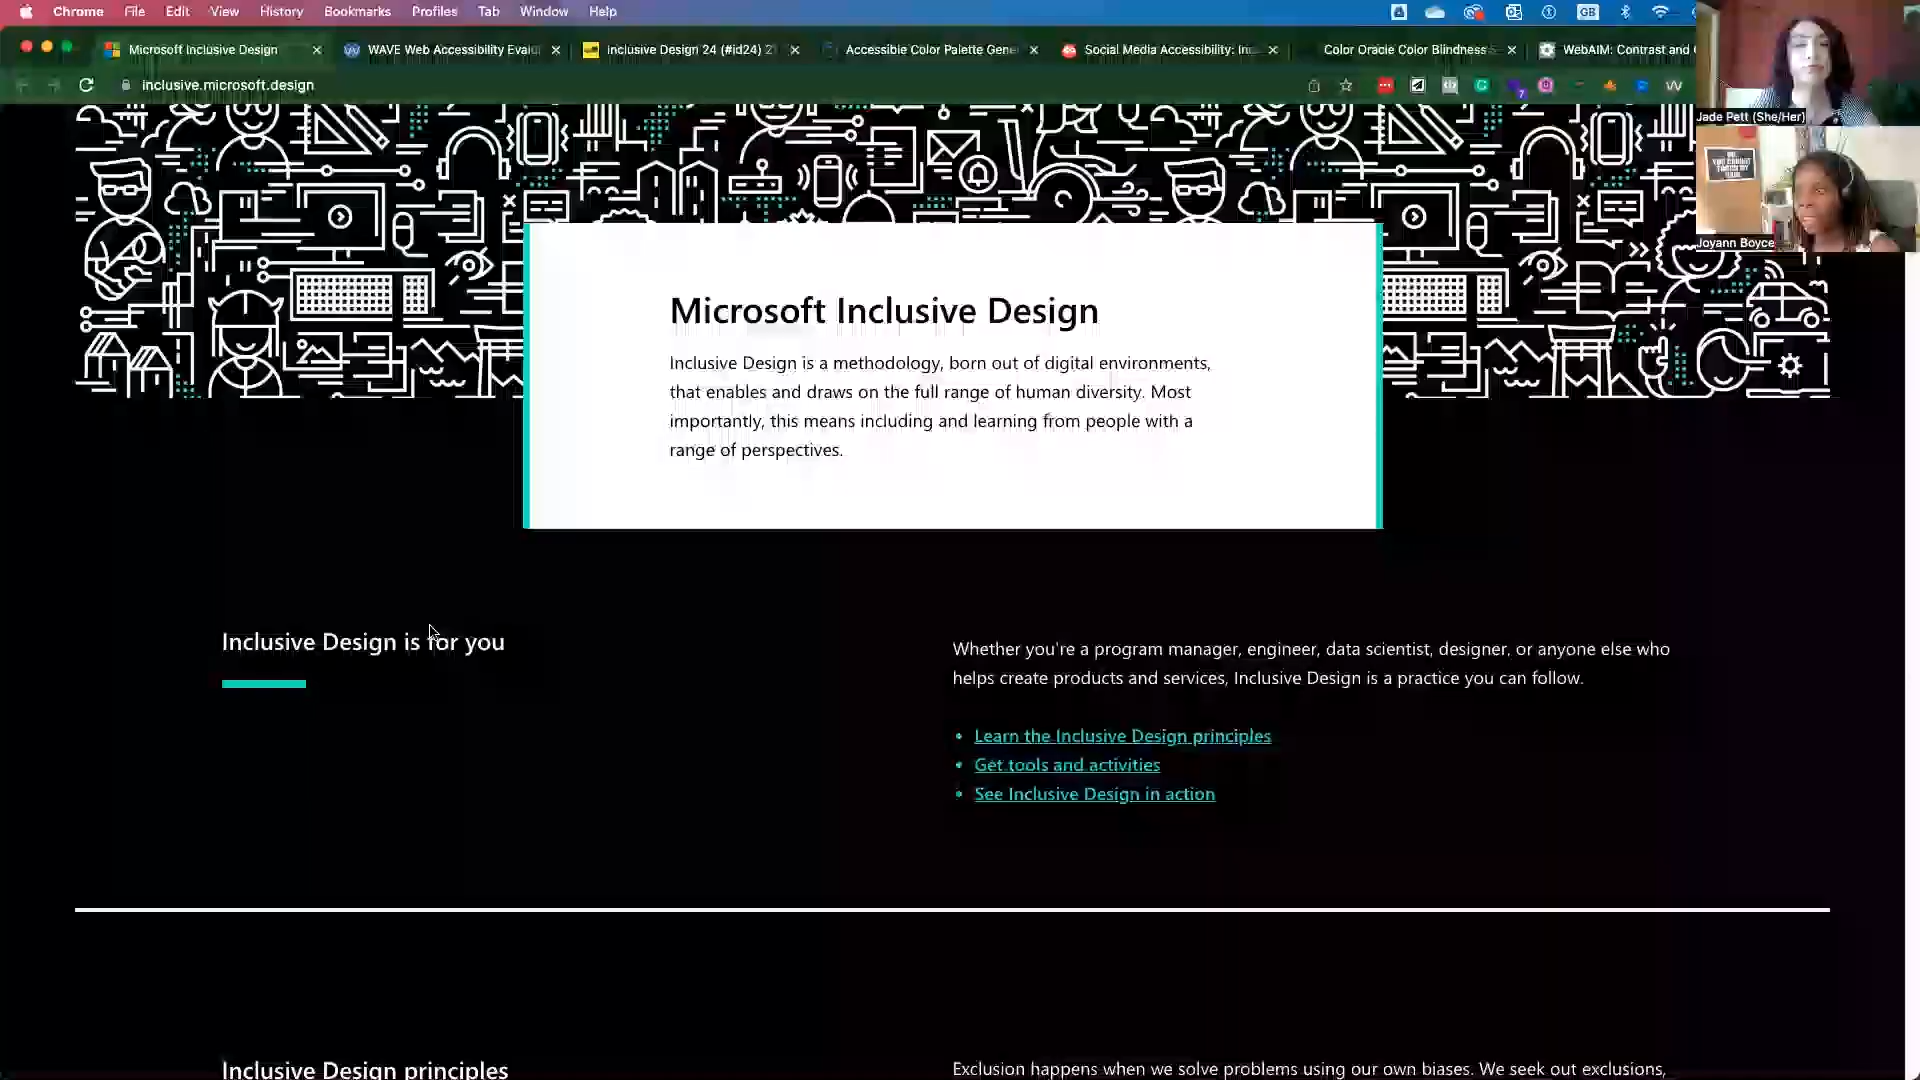 Chrome File Edit View History Bookmarks Profiles Tab Window Help
GB
Microsoft Inclusive Design
WAVE Web Accessibility Evalu
Inclusive Design 24 (#id24) 2
Accessible Color Palette Gene
Social Media Accessibility: In
Color Oracle Color Blindness S
WebAIM: Contrast and
inclusive.microsoft.design
7
Jade Pett (She/Her)
Joyann Boyce
Microsoft Inclusive Design
Inclusive Design is a methodology, born out of digital environments,
that enables and draws on the full range of human diversity. Most
importantly, this means including and learning from people with a
range of perspectives.
Inclusive Design is for you
Whether you're a program manager, engineer, data scientist, designer, or anyone else who
helps create products and services, Inclusive Design is a practice you can follow.
• Learn the Inclusive Design principles
• Get tools and activities
• See Inclusive Design in action
Inclusive Design principles
Exclusion happens when we solve problems using our own biases. We seek out exclusions,